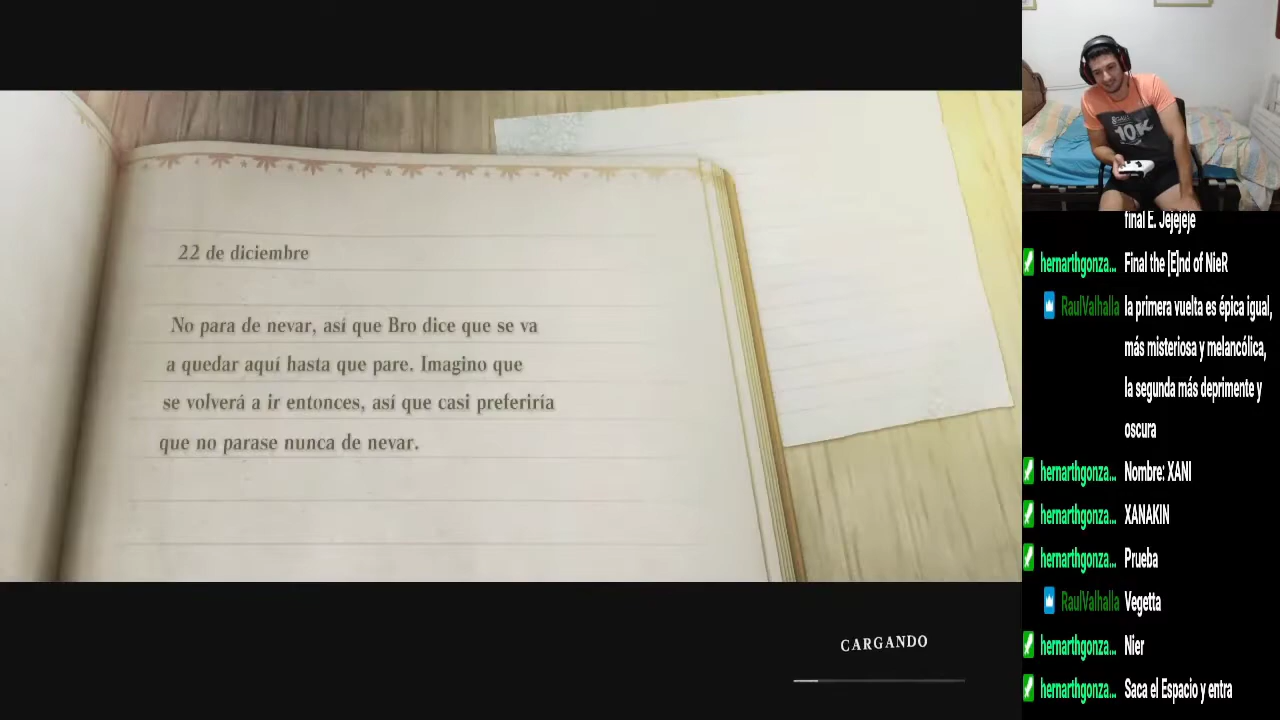 22 de diciembre
No para de nevar, así que Bro dice que se va
a quedar aquí hasta que pare. Imagino que
se volverá a ir entonces, así que casi preferiría
que no parase nunca de nevar.
CARGANDO
10K
final E. Jejejeje
hernarthgonza... Final the [E]nd of NieR
RaulValhalla la primera vuelta es épica igual,
más misteriosa y melancólica,
la segunda más deprimente y
oscura
hernarthgonza... Nombre: XANI
hernarthgonza... XANAKIN
hernarthgonza... Prueba
RaulValhalla Vegetta
hernarthgonza... Nier
hernarthgonza... Saca el Espacio y entra